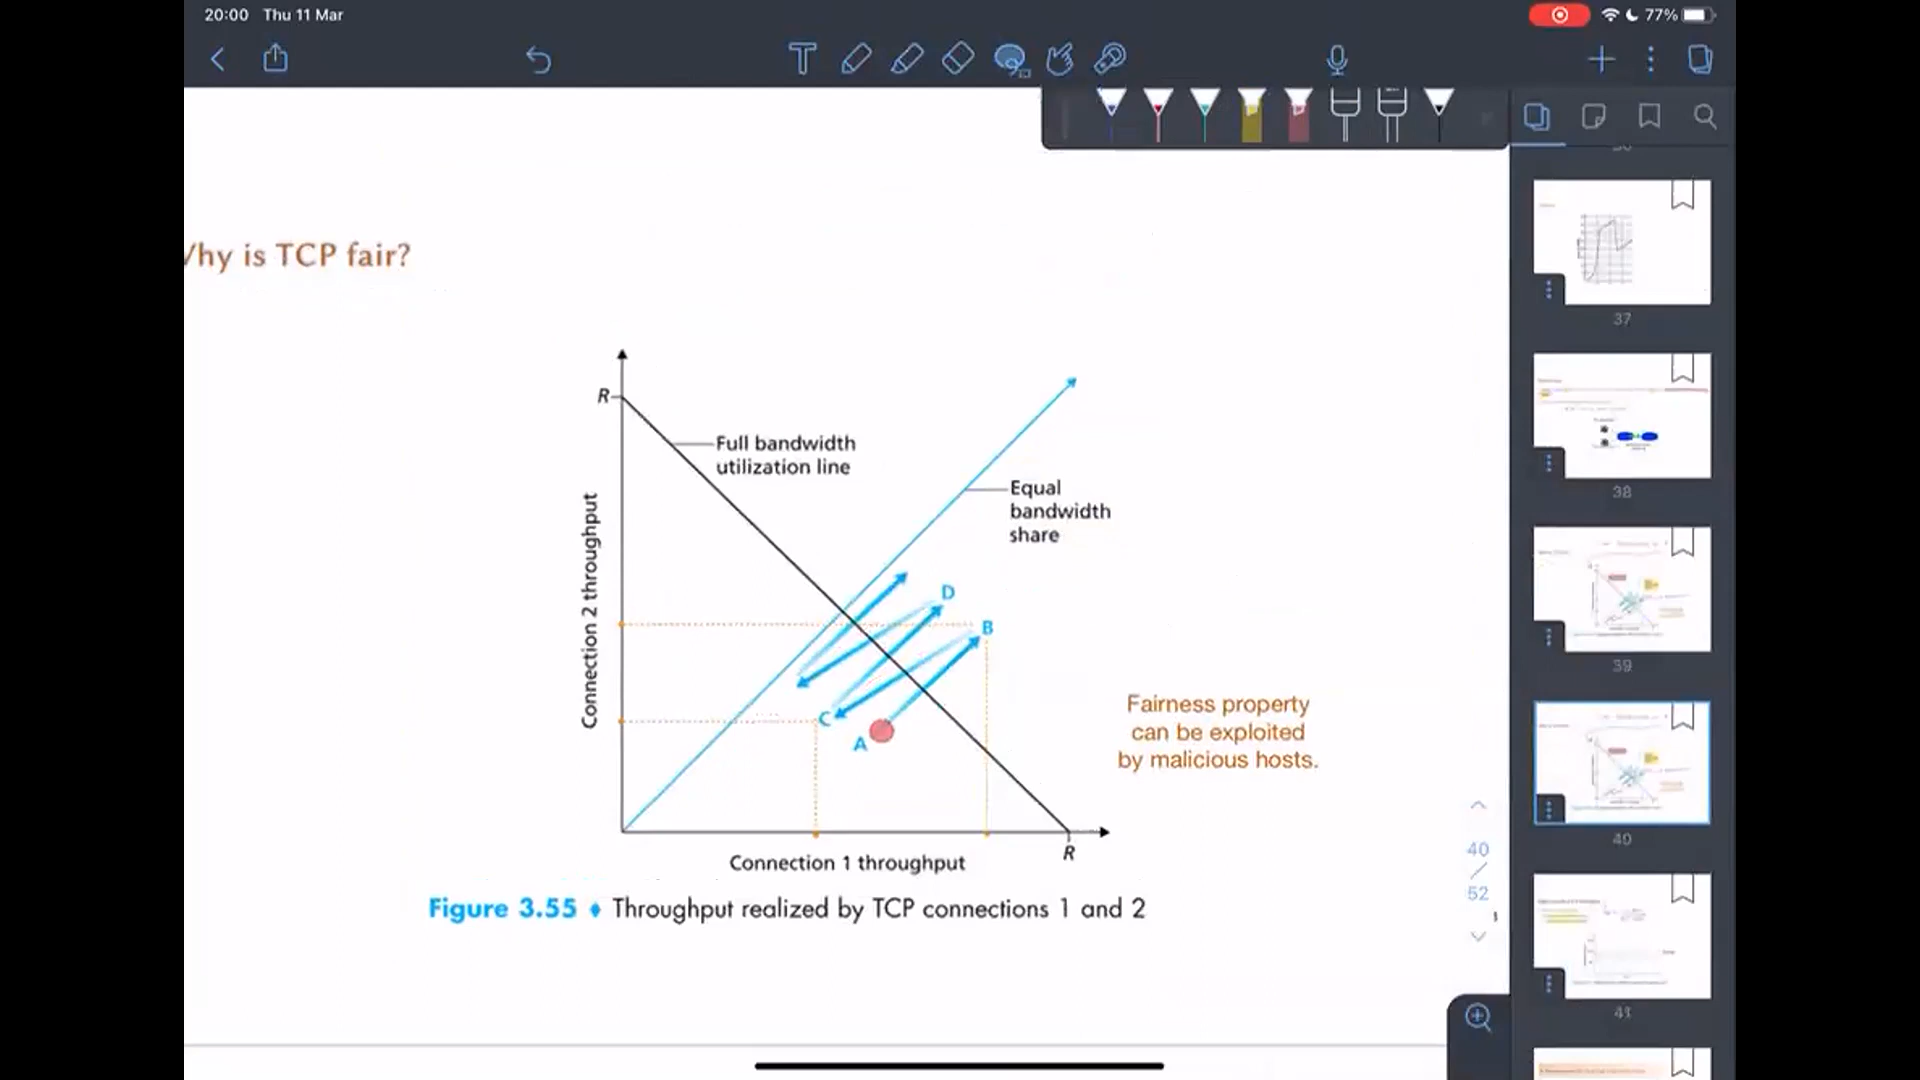 20:00 Thu 11 Mar
77%
Why is TCP fair?
R
Full bandwidth
utilization line
Equal
bandwidth
share
Connection 2 throughput
D
B
C
A
Fairness property
can be exploited
by malicious hosts.
R
Connection 1 throughput
Figure 3.55 ♦ Throughput realized by TCP connections 1 and 2
40
/
52
37
38
39
40
41